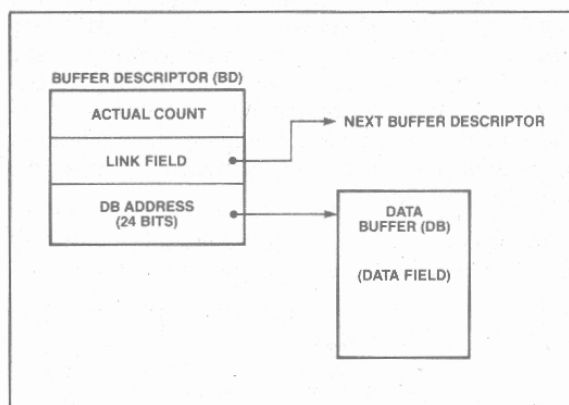 BUFFER DESCRIPTOR (BD)
ACTUAL COUNT
LINK FIELD
NEXT BUFFER DESCRIPTOR
DB ADDRESS
(24 BITS)
DATA
BUFFER (DB)
(DATA FIELD)